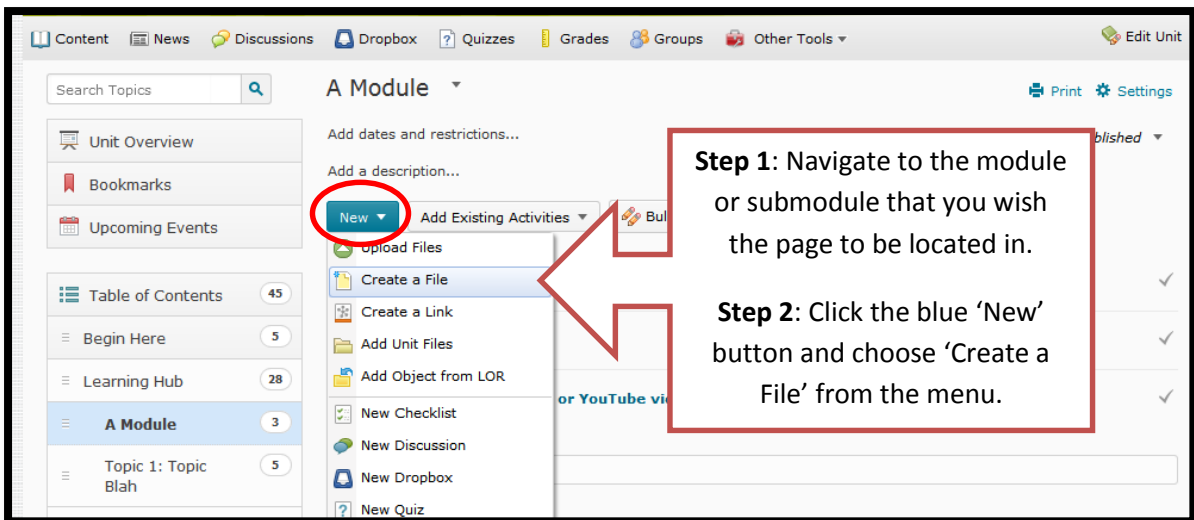 Content News Discussions Dropbox Quizzes Grades Groups Other Tools Edit Unit
Search Topics
A Module
Print Settings
Unit Overview
Bookmarks
Upcoming Events
Add dates and restrictions...
Add a description...
New Add Existing Activities
Upload Files
Create a File
Create a Link
Add Unit Files
Add Object from LOR
New Checklist
New Discussion
New Dropbox
New Quiz
Table of Contents 45
Begin Here 5
Learning Hub 28
A Module 3
Topic 1: Topic 5
Blah
or YouTube
Step 1: Navigate to the module
or submodule that you wish
the page to be located in.
Step 2: Click the blue ‘New’
button and choose ‘Create a
File’ from the menu.